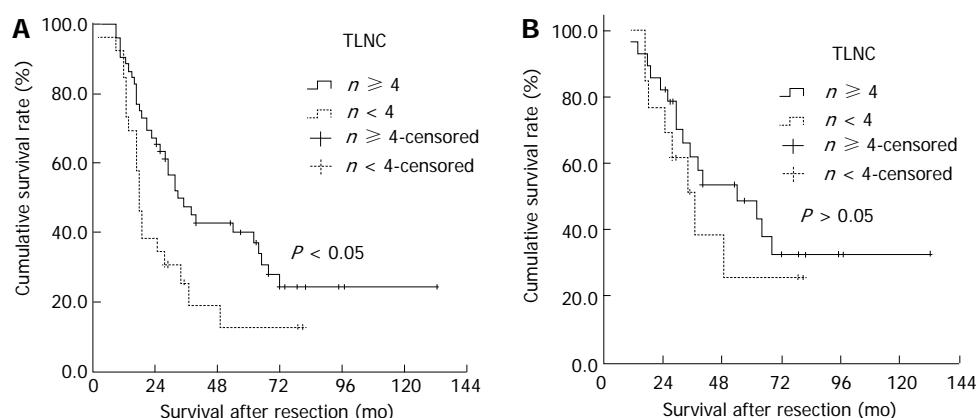 A
TLNC
n ≥ 4
n < 4
n ≥ 4-censored
n < 4-censored
P < 0.05
Cumulative survival rate (%)
100.0
80.0
60.0
40.0
20.0
0.0
0 24 48 72 96 120 144
Survival after resection (mo)
B
TLNC
n ≥ 4
n < 4
n ≥ 4-censored
n < 4-censored
P > 0.05
Cumulative survival rate (%)
100.0
80.0
60.0
40.0
20.0
0.0
0 24 48 72 96 120 144
Survival after resection (mo)